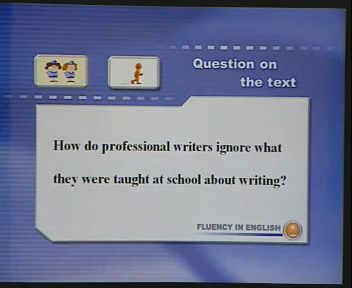 Question on
the text
How do professional writers ignore what
they were taught at school about writing?
FLUENCY IN ENGLISH